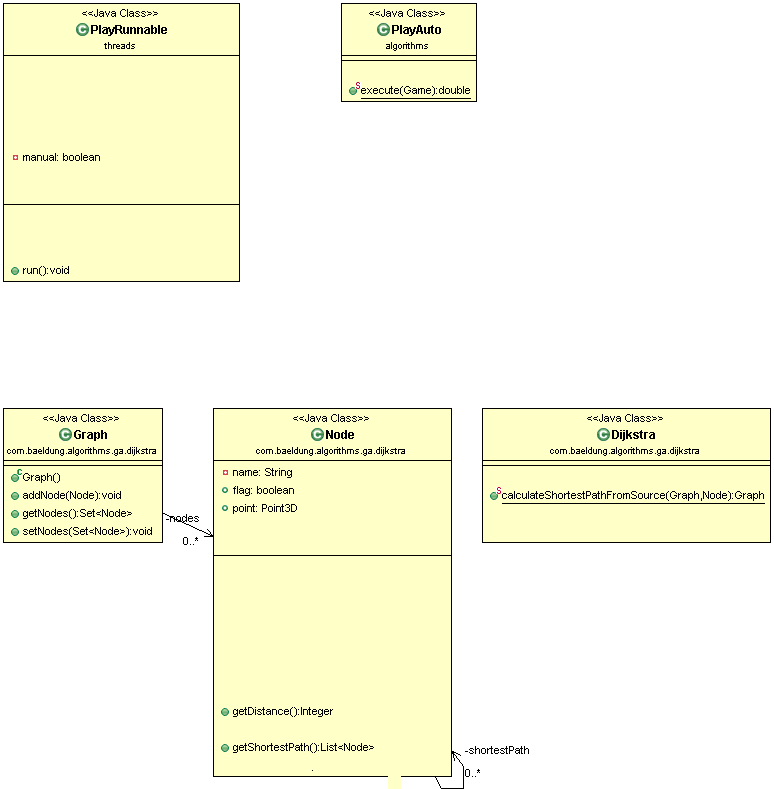 <<Java Class>>
PlayRunnable
threads
manual: boolean
run():void
<<Java Class>>
PlayAuto
algorithms
execute(Game):double
<<Java Class>>
Graph
com.baeldung.algorithms.ga.dijkstra
Graph()
addNode(Node):void
getNodes():Set<Node>
setNodes(Set<Node>):void
-nodes
0..*
<<Java Class>>
Node
com.baeldung.algorithms.ga.dijkstra
name: String
flag: boolean
point: Point3D
getDistance():Integer
getShortestPath():List<Node>
-shortestPath
0..*
<<Java Class>>
Dijkstra
com.baeldung.algorithms.ga.dijkstra
calculateShortestPathFromSource(Graph,Node):Graph